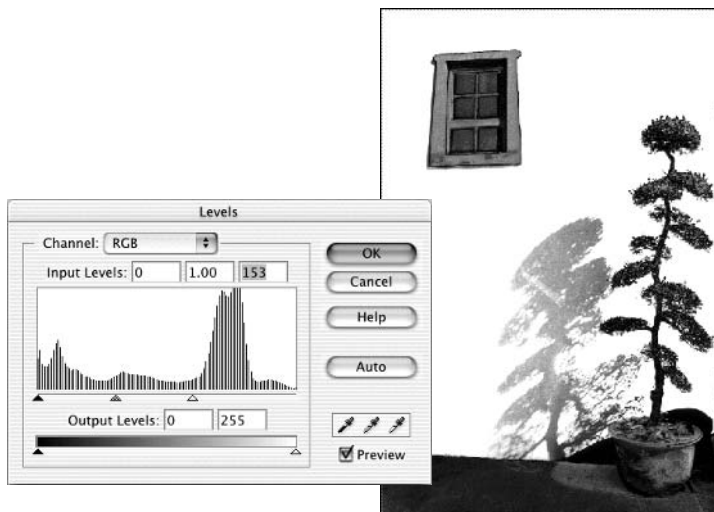 Levels
Channel: RGB
Input Levels: 0 1.00 153
Output Levels: 0 255
OK
Cancel
Help
Auto
Preview